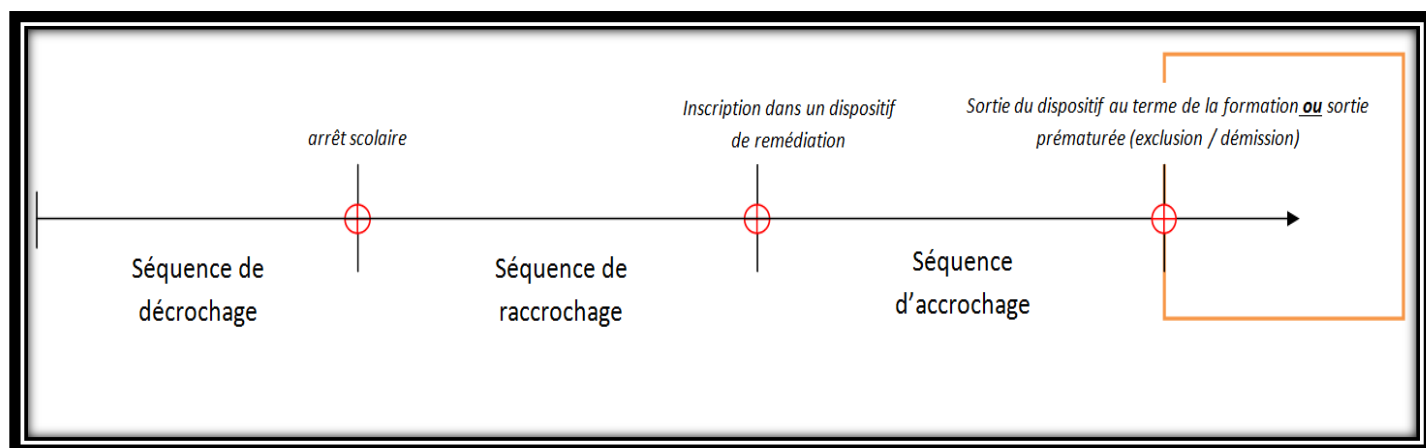 arrêt scolaire
Inscription dans un dispositif
de remédiation
Sortie du dispositif au terme de la formation ou sortie
prématurée (exclusion / démission)
Séquence de
décrochage
Séquence de
raccrochage
Séquence
d’accrochage